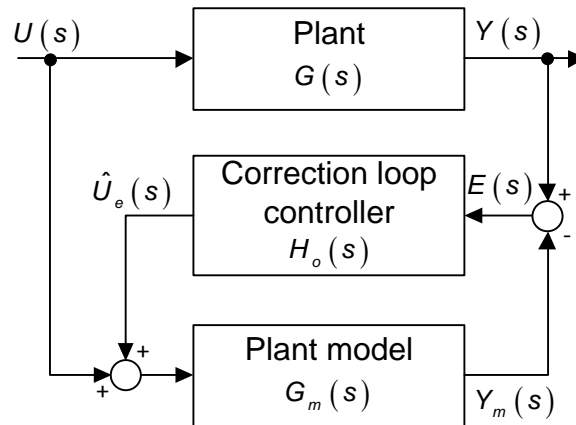 U(s)
Plant
G(s)
Y(s)
Û_e(s)
Correction loop
controller
H_o(s)
E(s)
+
-
+
+
Plant model
G_m(s)
Y_m(s)